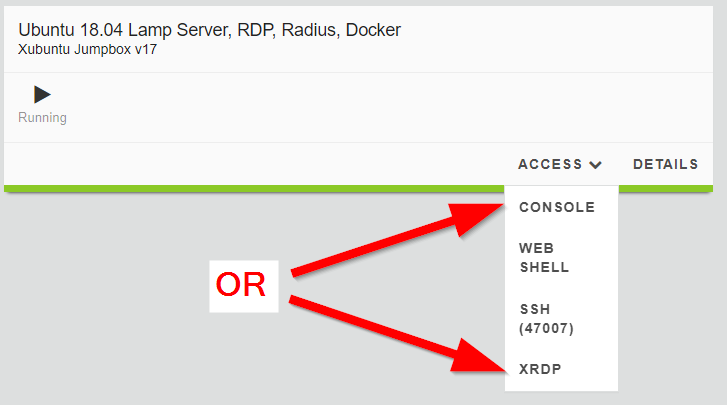 Ubuntu 18.04 Lamp Server, RDP, Radius, Docker
Xubuntu Jumpbox v17
Running
ACCESS DETAILS
CONSOLE
WEB
SHELL
OR
SSH
(47007)
XRDP